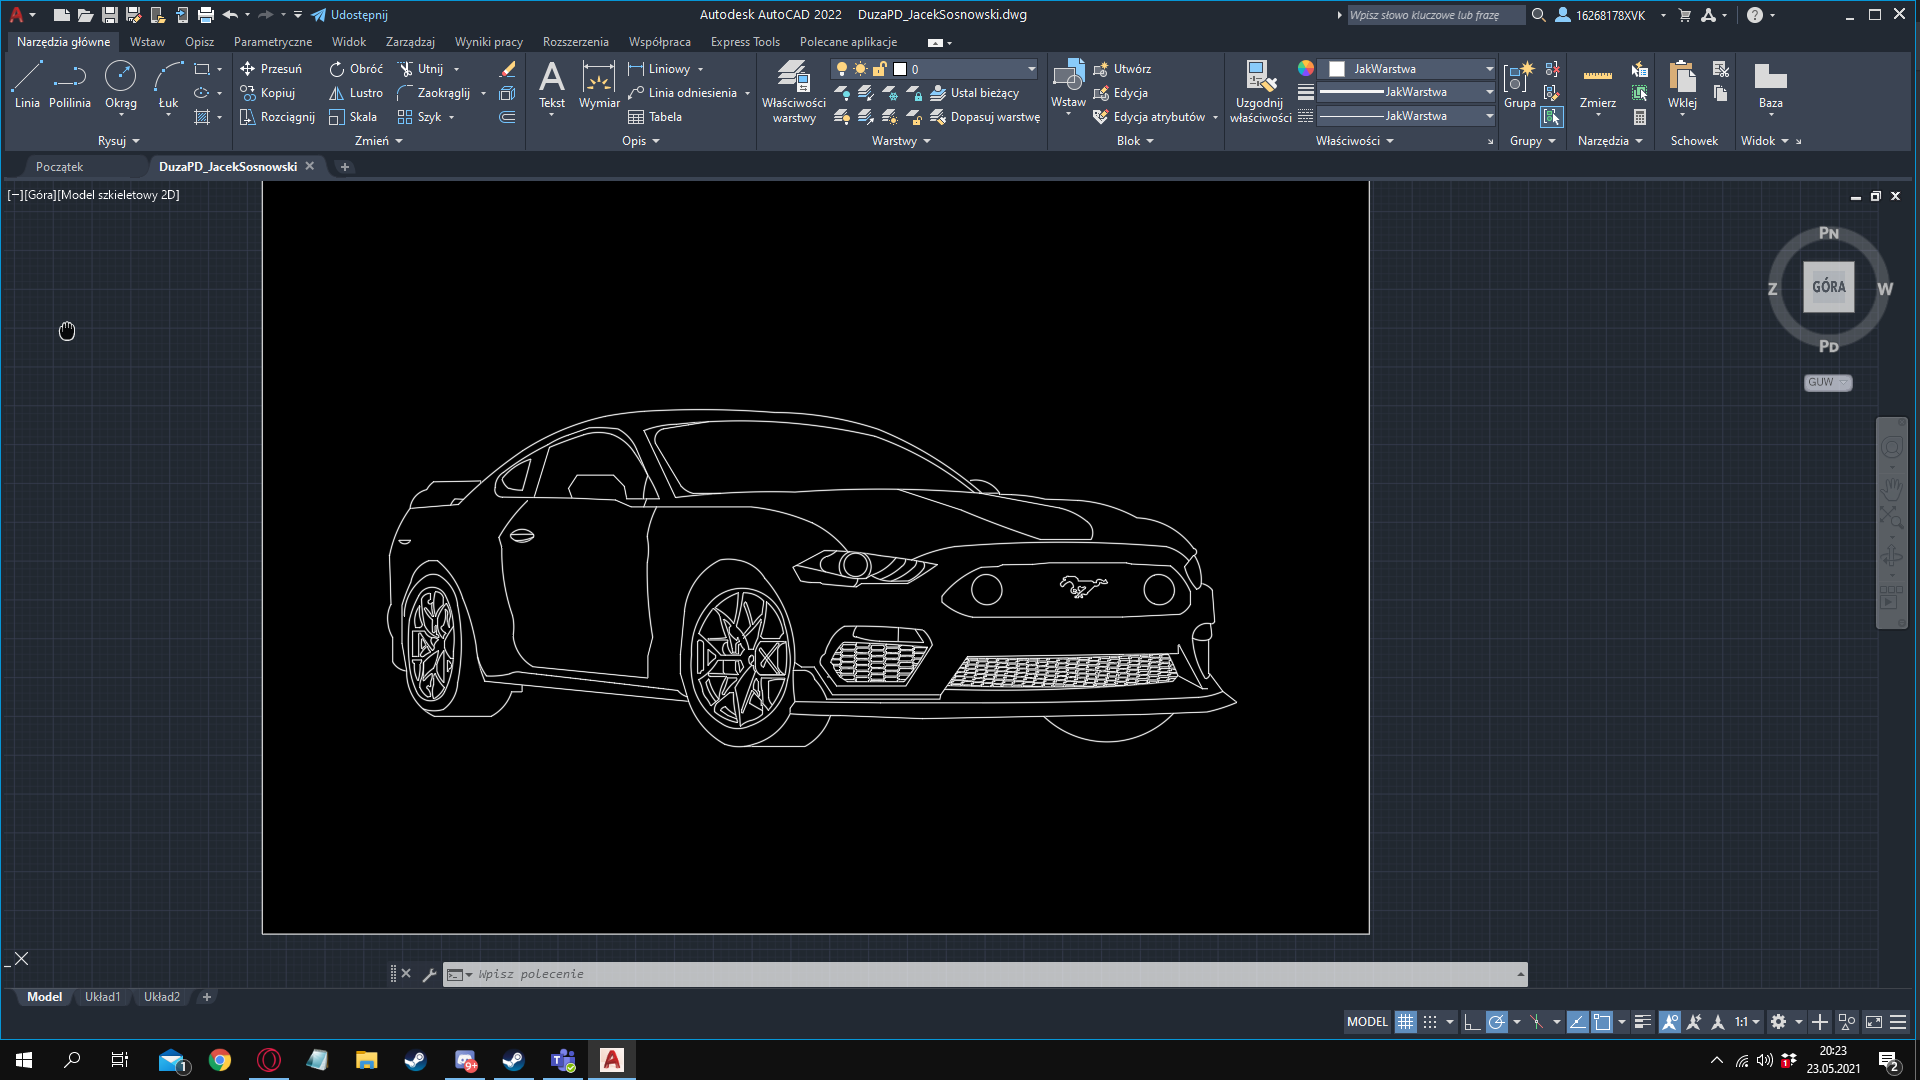 Udostępnij
Autodesk AutoCAD 2022 DuzaPD_JacekSosnowski.dwg
Wpisz słowo kluczowe lub frazę
16268178XVK
Narzędzia główne Wstaw Opisz Parametryczne Widok Zarządzaj Wyniki pracy Rozszerzenia Współpraca Express Tools Polecane aplikacje
Linia Polilinia Okrąg Łuk
Rysuj
Przesuń Obróć Utnij
Kopiuj Lustro Zaokrąglij
Rozciągnij Skala Szyk
Zmień
Tekst Wymiar
Liniowy
Linia odniesienia
Tabela
Opis
Właściwości warstwy
0
Ustal bieżący
Dopasuj warstwę
Warstwy
Wstaw
Utwórz
Edycja
Edycja atrybutów
Blok
Uzgodnij właściwości
JakWarstwa
JakWarstwa
JakWarstwa
Właściwości
Grupa
Grupy
Zmierz
Narzędzia
Wklej
Schowek
Baza
Widok
Początek DuzaPD_JacekSosnowski
[−][Góra][Model szkieletowy 2D]
PN
Z GÓRA W
PD
GUW
Wpisz polecenie
Model Układ1 Układ2
MODEL 1:1
1 9+ 1
20:23
23.05.2021
2